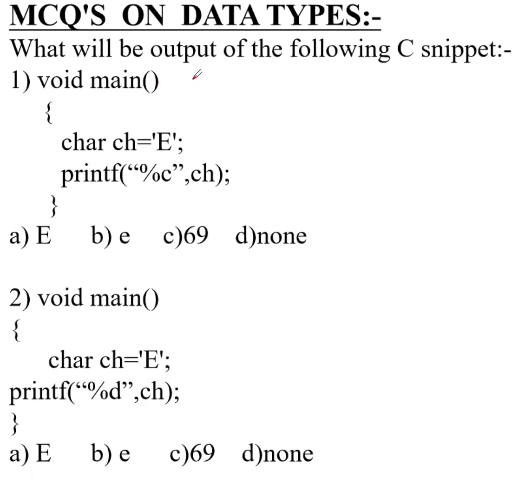 MCQ'S ON DATA TYPES:-
What will be output of the following C snippet:-
1) void main()
{
char ch='E';
printf(“%c”,ch);
}
a) E b) e c)69 d)none
2) void main()
{
char ch='E';
printf(“%d”,ch);
}
a) E b) e c)69 d)none